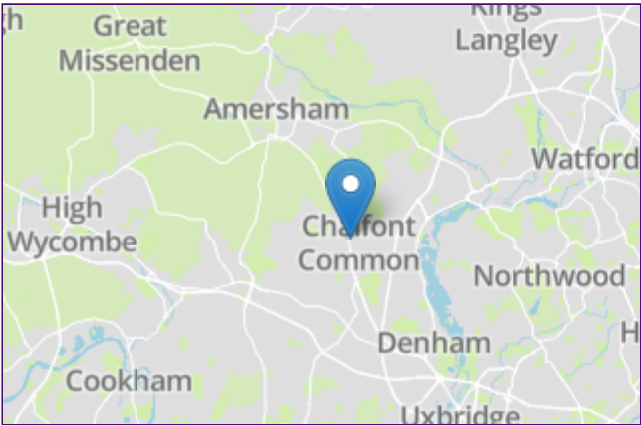 Great
Missenden
Kings
Langley
Amersham
Watford
High
Wycombe
Chalfont
Common
Northwood
Denham
Cookham
Uxbridge